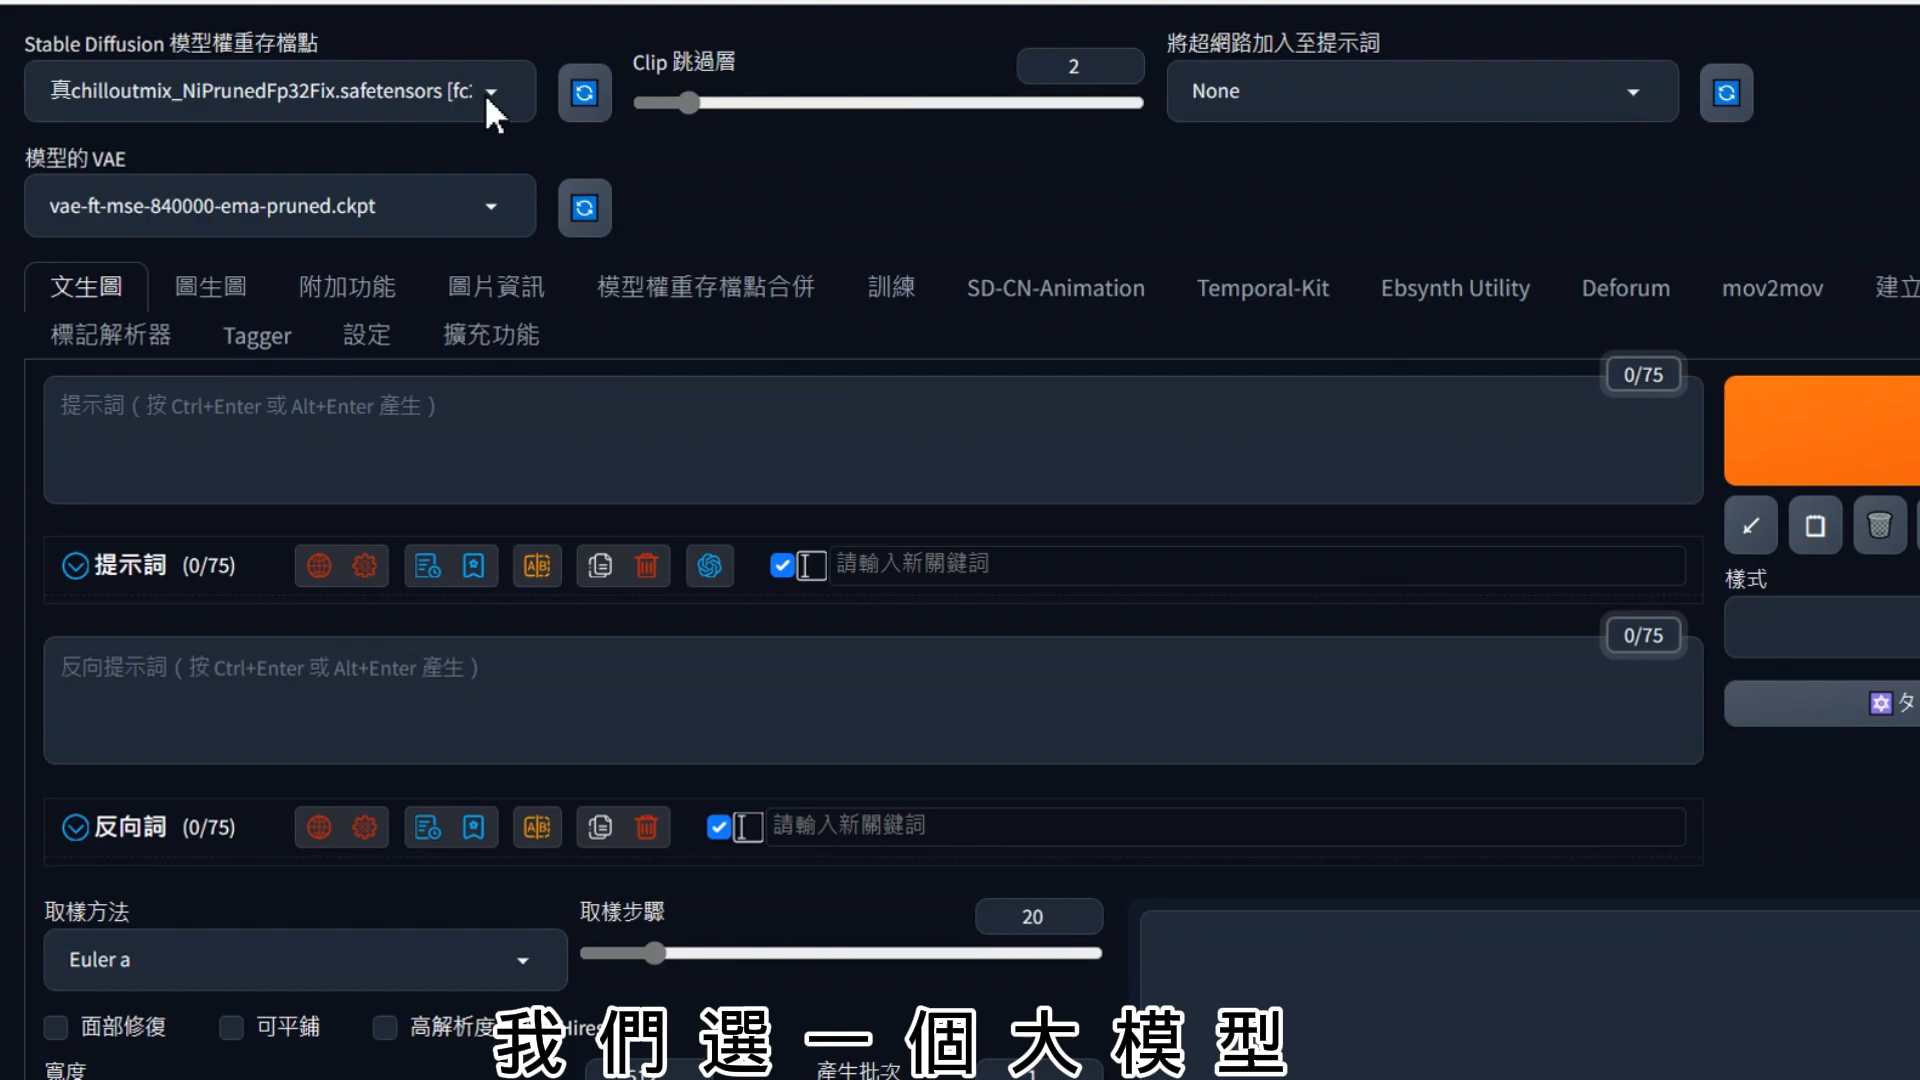 Stable Diffusion 模型權重存檔點
真chilloutmix_NiPrunedFp32Fix.safetensors [fc:
Clip 跳過層
2
將超網路加入至提示詞
None
模型的 VAE
vae-ft-mse-840000-ema-pruned.ckpt
文生圖 圖生圖 附加功能 圖片資訊 模型權重存檔點合併 訓練 SD-CN-Animation Temporal-Kit Ebsynth Utility Deforum mov2mov 建立
標記解析器 Tagger 設定 擴充功能
0/75
提示詞 ( 按 Ctrl+Enter 或 Alt+Enter 產生 )
提示詞 (0/75)
請輸入新關鍵詞
樣式
0/75
反向提示詞 ( 按 Ctrl+Enter 或 Alt+Enter 產生 )
タ
反向詞 (0/75)
請輸入新關鍵詞
取樣方法
Euler a
取樣步驟
20
面部修復 可平鋪 高解析度 Hires
我們選一個大模型
寬度
產生批次
1